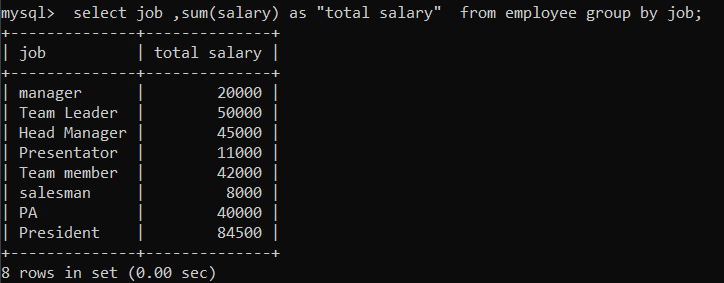 mysql>  select job ,sum(salary) as "total salary"  from employee group by job;
+--------------+--------------+
| job          | total salary |
+--------------+--------------+
| manager      |        20000 |
| Team Leader  |        50000 |
| Head Manager |        45000 |
| Presentator  |        11000 |
| Team member  |        42000 |
| salesman     |         8000 |
| PA           |        40000 |
| President    |        84500 |
+--------------+--------------+
8 rows in set (0.00 sec)